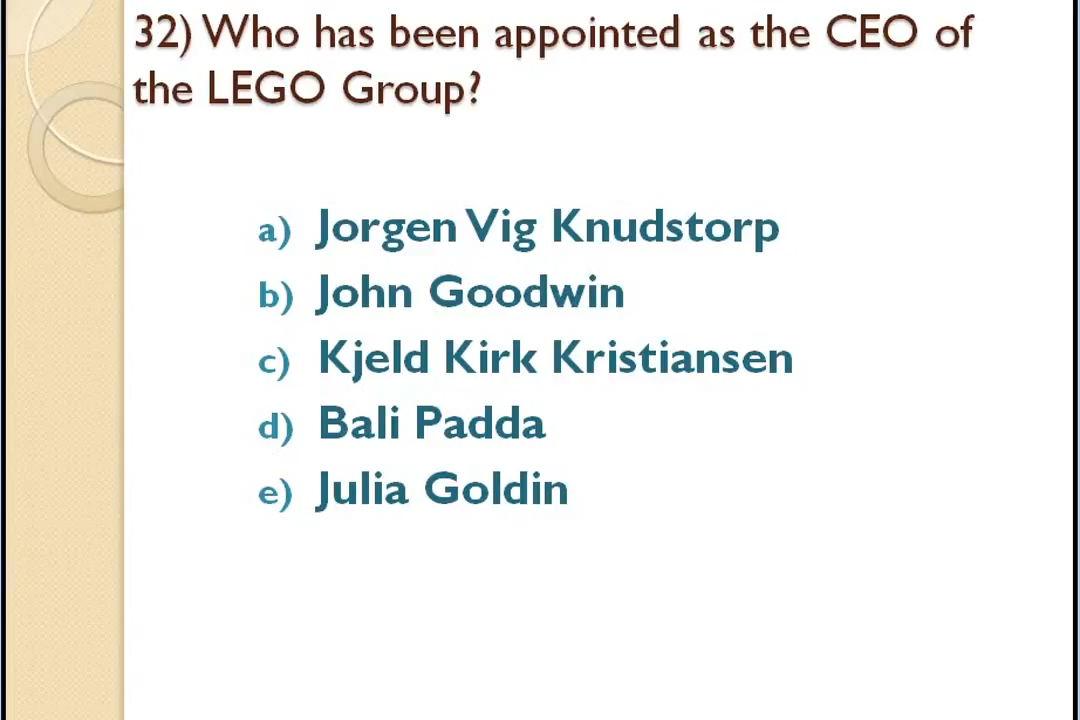 32) Who has been appointed as the CEO of
the LEGO Group?
a) Jorgen Vig Knudstorp
b) John Goodwin
c) Kjeld Kirk Kristiansen
d) Bali Padda
e) Julia Goldin